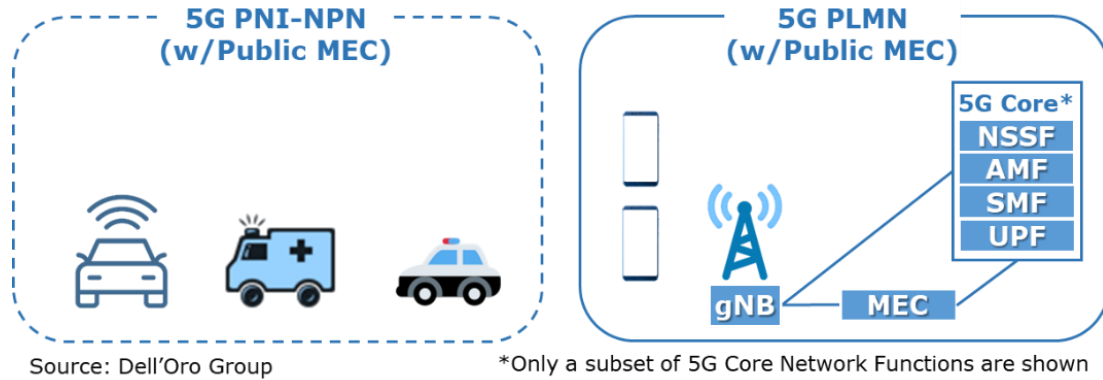 5G PNI-NPN
(w/Public MEC)
5G PLMN
(w/Public MEC)
5G Core*
NSSF
AMF
SMF
UPF
gNB
MEC
Source: Dell'Oro Group
*Only a subset of 5G Core Network Functions are shown